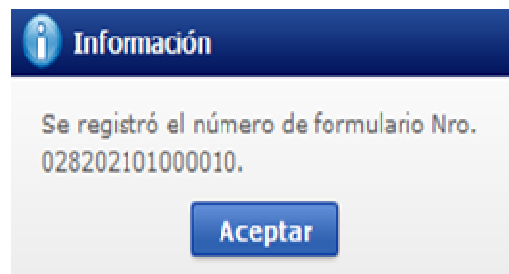 Información
Se registró el número de formulario Nro.
028202101000010.
Aceptar